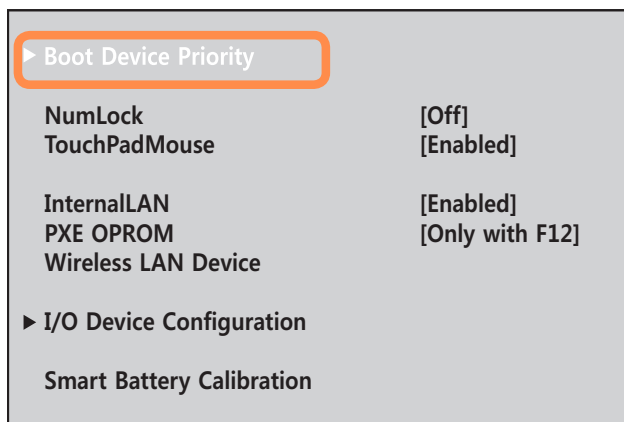 ▶ Boot Device Priority
NumLock [Off]
TouchPadMouse [Enabled]
InternalLAN [Enabled]
PXE OPROM [Only with F12]
Wireless LAN Device
▶ I/O Device Configuration
Smart Battery Calibration